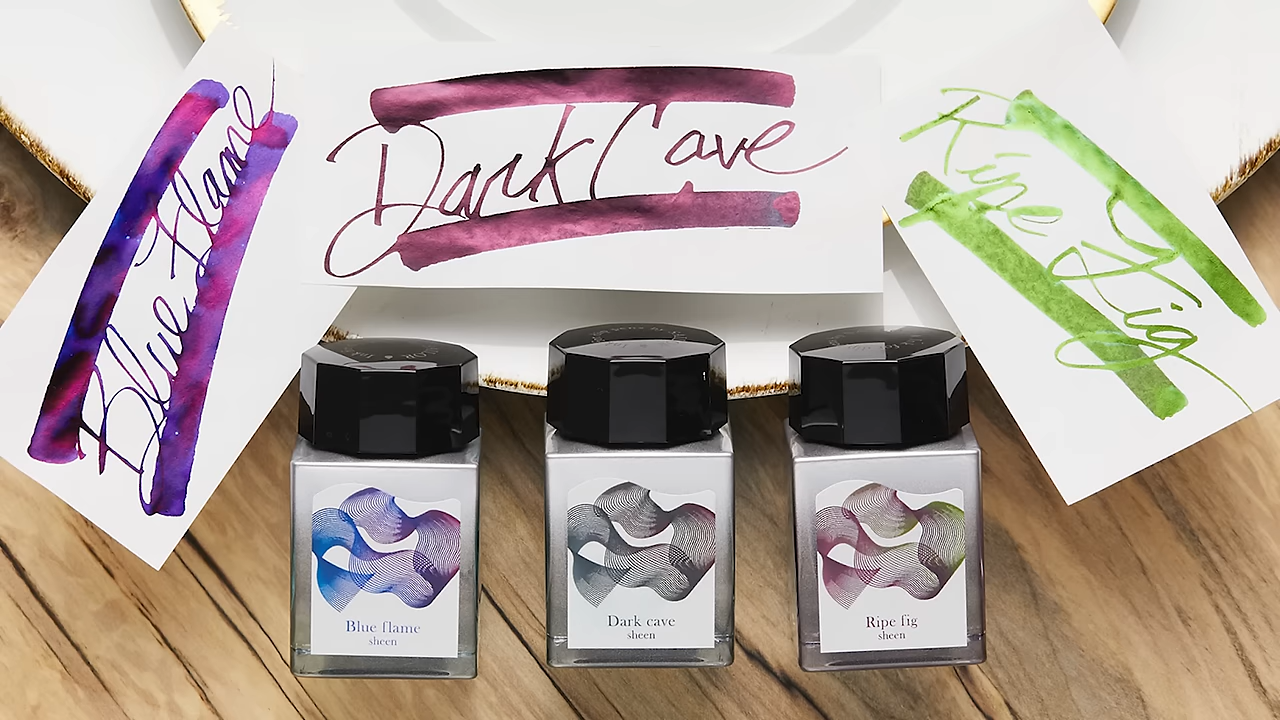 Blue Flame
Dark Cave
Ripe Fig
Blue flame
sheen
Dark cave
sheen
Ripe fig
sheen